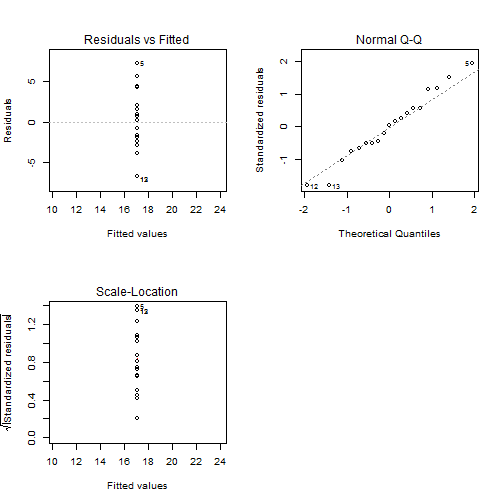 Residuals vs Fitted
Residuals
5
0
-5
5
13
10 12 14 16 18 20 22 24
Fitted values
Normal Q-Q
Standardized residuals
2
1
0
-1
5
12
13
-2 -1 0 1 2
Theoretical Quantiles
Scale-Location
√|Standardized residuals|
1.2
0.8
0.4
0.0
5
10 12 14 16 18 20 22 24
Fitted values